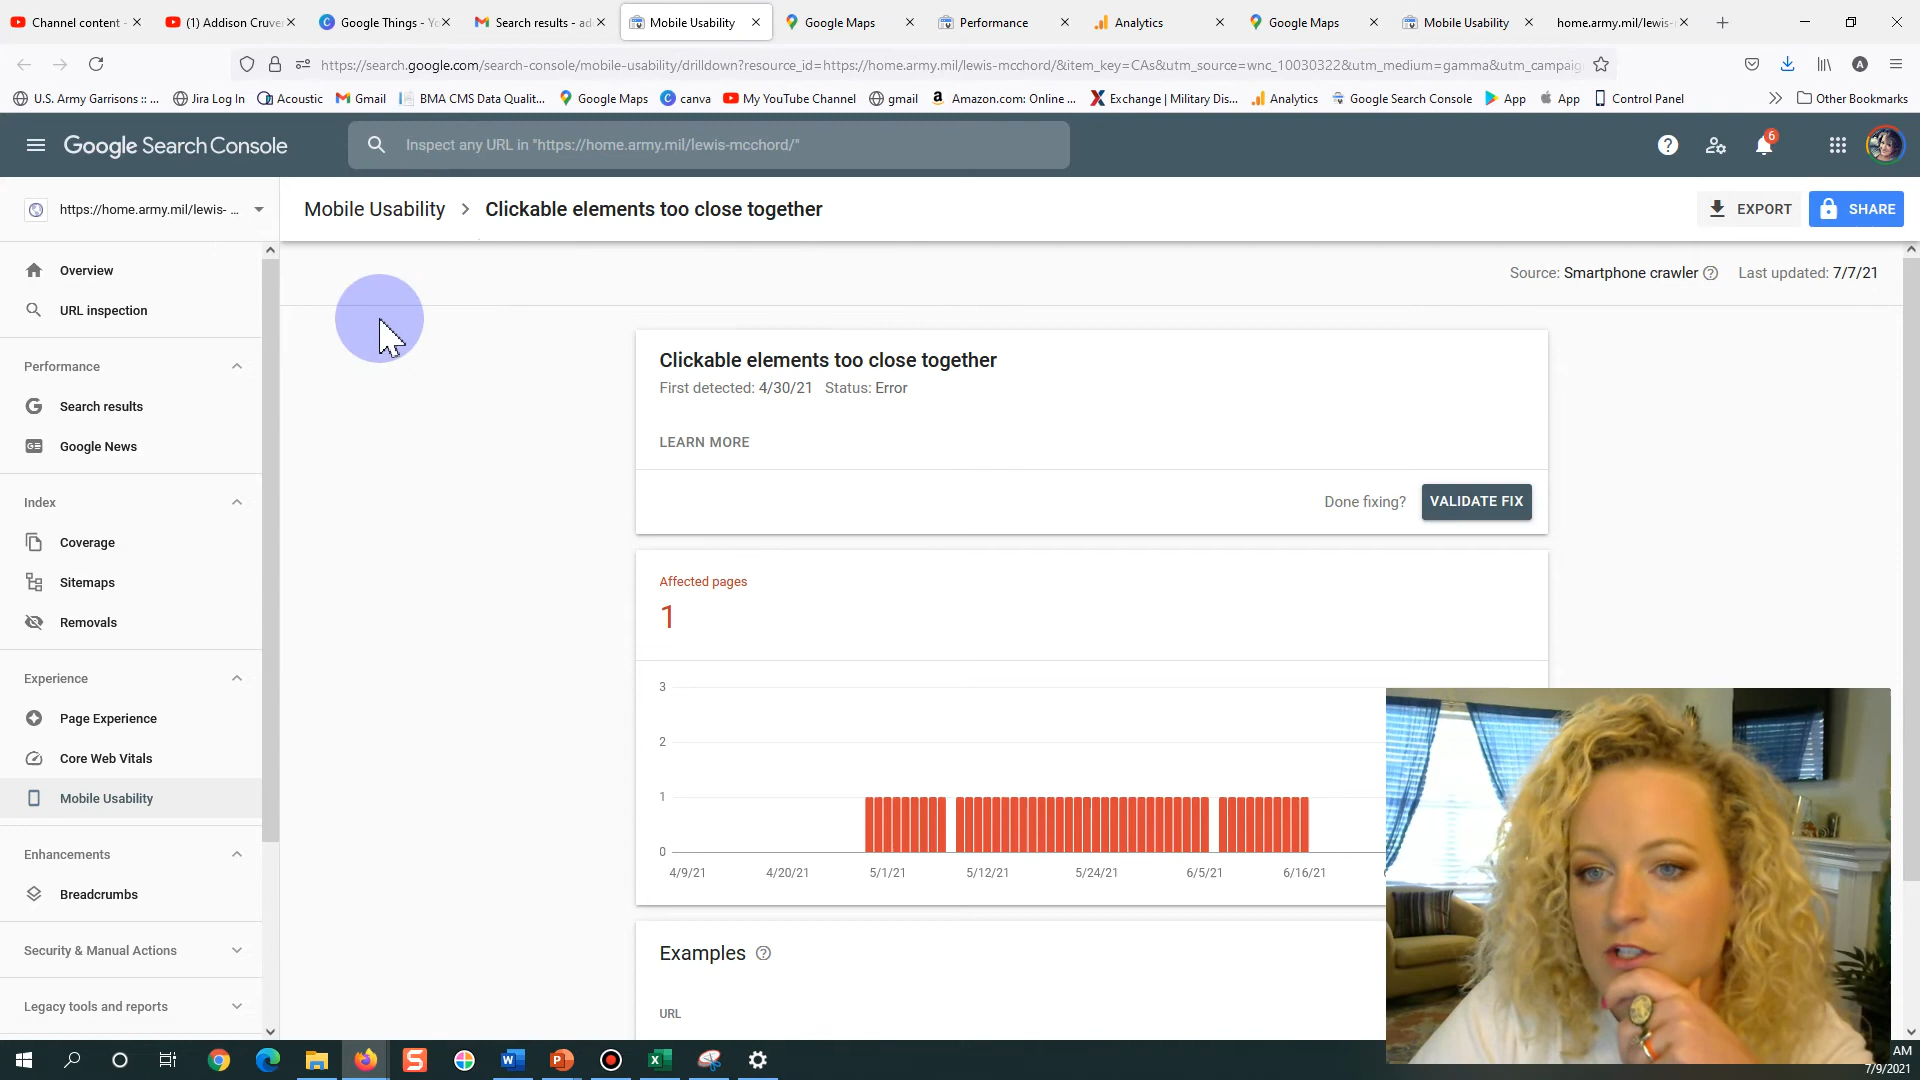 Channel content -
(1) Addison Cruver
Google Things - Yo
Search results - ad
Mobile Usability
Google Maps
Performance
Analytics
Google Maps
Mobile Usability
home.army.mil/lewis-
https://search.google.com/search-console/mobile-usability/drilldown?resource_id=https://home.army.mil/lewis-mcchord/&item_key=CAs&utm_source=wnc_10030322&utm_medium=gamma&utm_campaig
U.S. Army Garrisons :: ...
Jira Log In
Acoustic
Gmail
BMA CMS Data Qualit...
Google Maps
canva
My YouTube Channel
gmail
Amazon.com: Online ...
Exchange | Military Dis...
Analytics
Google Search Console
App
App
Control Panel
Other Bookmarks
Google Search Console
Inspect any URL in "https://home.army.mil/lewis-mcchord/"
6
https://home.army.mil/lewis- ...
Mobile Usability > Clickable elements too close together
EXPORT
SHARE
Source: Smartphone crawler
Last updated: 7/7/21
Overview
URL inspection
Performance
Search results
Google News
Index
Coverage
Sitemaps
Removals
Experience
Page Experience
Core Web Vitals
Mobile Usability
Enhancements
Breadcrumbs
Security & Manual Actions
Legacy tools and reports
Clickable elements too close together
First detected: 4/30/21 Status: Error
LEARN MORE
Done fixing? VALIDATE FIX
Affected pages
1
3
2
1
0
4/9/21 4/20/21 5/1/21 5/12/21 5/24/21 6/5/21 6/16/21
Examples
URL
AM
7/9/2021